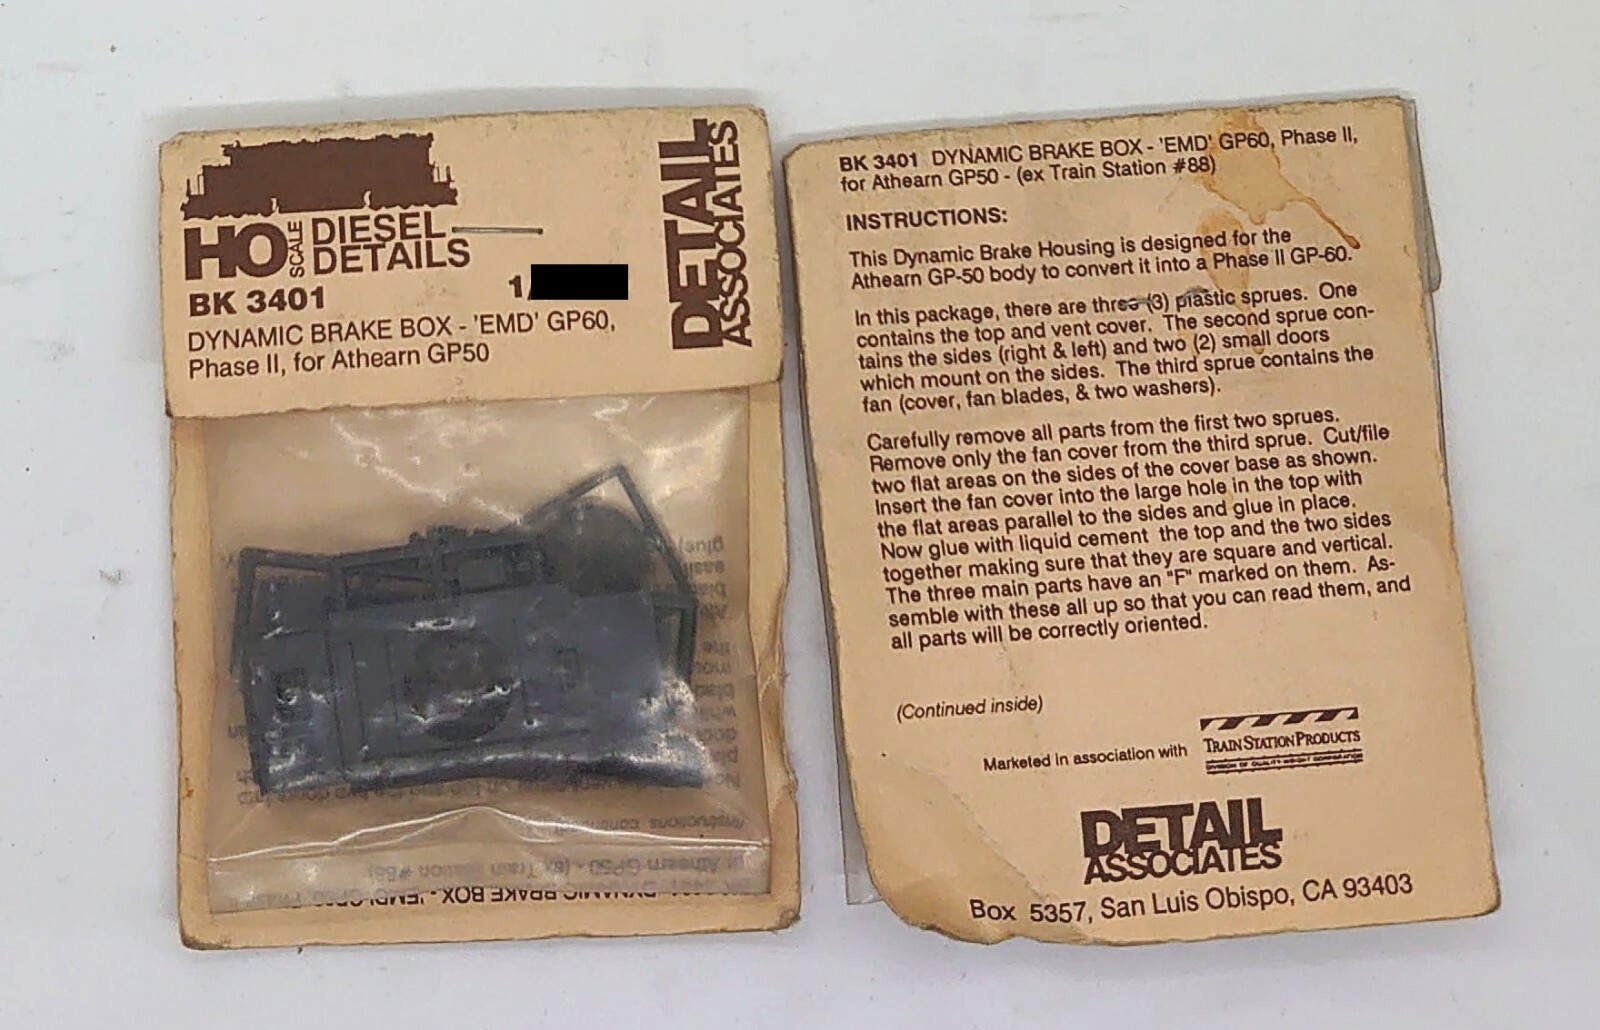 HO SCALE DIESEL DETAILS
DETAIL ASSOCIATES
BK 3401
1/
DYNAMIC BRAKE BOX - 'EMD' GP60,
Phase II, for Athearn GP50
BK 3401 DYNAMIC BRAKE BOX - 'EMD' GP60, Phase II,
for Athearn GP50 - (ex Train Station #88)
INSTRUCTIONS:
This Dynamic Brake Housing is designed for the
Athearn GP-50 body to convert it into a Phase II GP-60.
In this package, there are three (3) plastic sprues. One
contains the top and vent cover. The second sprue con-
tains the sides (right & left) and two (2) small doors
which mount on the sides. The third sprue contains the
fan (cover, fan blades, & two washers).
Carefully remove all parts from the first two sprues.
Remove only the fan cover from the third sprue. Cut/file
two flat areas on the sides of the cover base as shown.
Insert the fan cover into the large hole in the top with
the flat areas parallel to the sides and glue in place.
Now glue with liquid cement the top and the two sides
together making sure that they are square and vertical.
The three main parts have an "F" marked on them. As-
semble with these all up so that you can read them, and
all parts will be correctly oriented.
(Continued inside)
Marketed in association with
TRAIN STATION PRODUCTS
DIVISION OF QUALITY WEIGHT CORPORATION
DETAIL
ASSOCIATES
Box 5357, San Luis Obispo, CA 93403